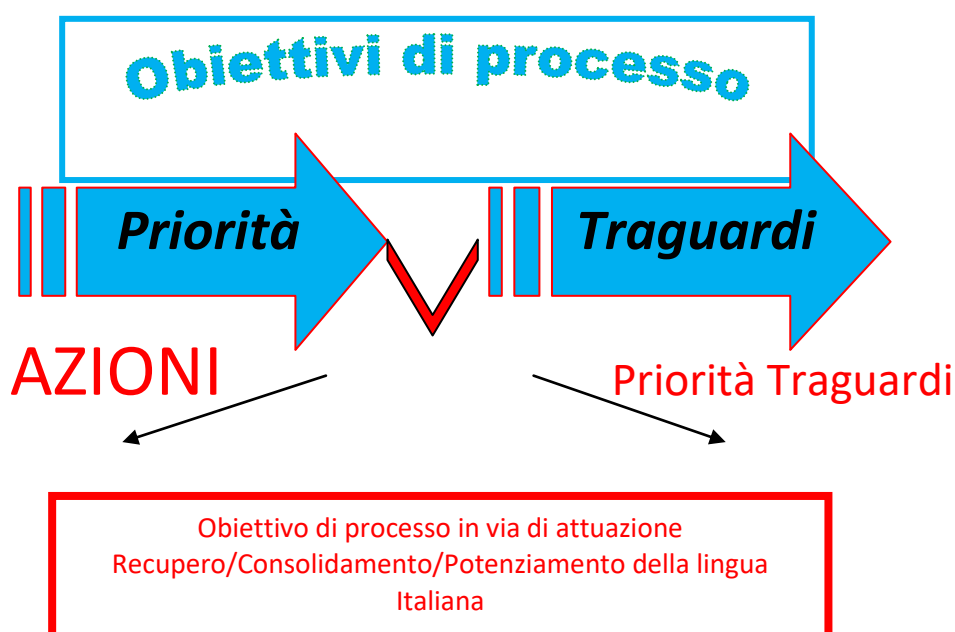 Obiettivi di processo
Priorità
Traguardi
AZIONI
Priorità Traguardi
Obiettivo di processo in via di attuazione
Recupero/Consolidamento/Potenziamento della lingua
Italiana